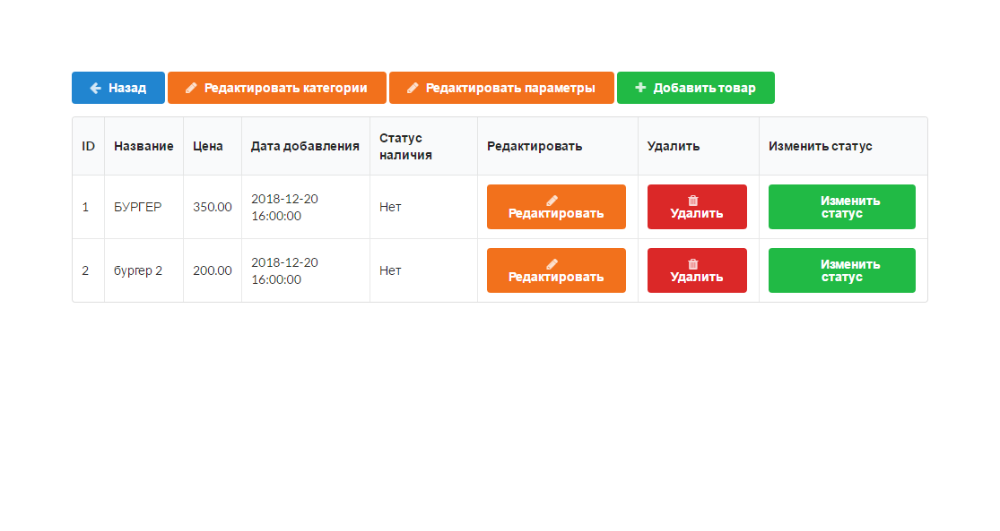 Назад Редактировать категории Редактировать параметры Добавить товар
ID Название Цена Дата добавления Статус наличия Редактировать Удалить Изменить статус
1 БУРГЕР 350.00 2018-12-20 16:00:00 Нет Редактировать Удалить Изменить статус
2 бургер 2 200.00 2018-12-20 16:00:00 Нет Редактировать Удалить Изменить статус